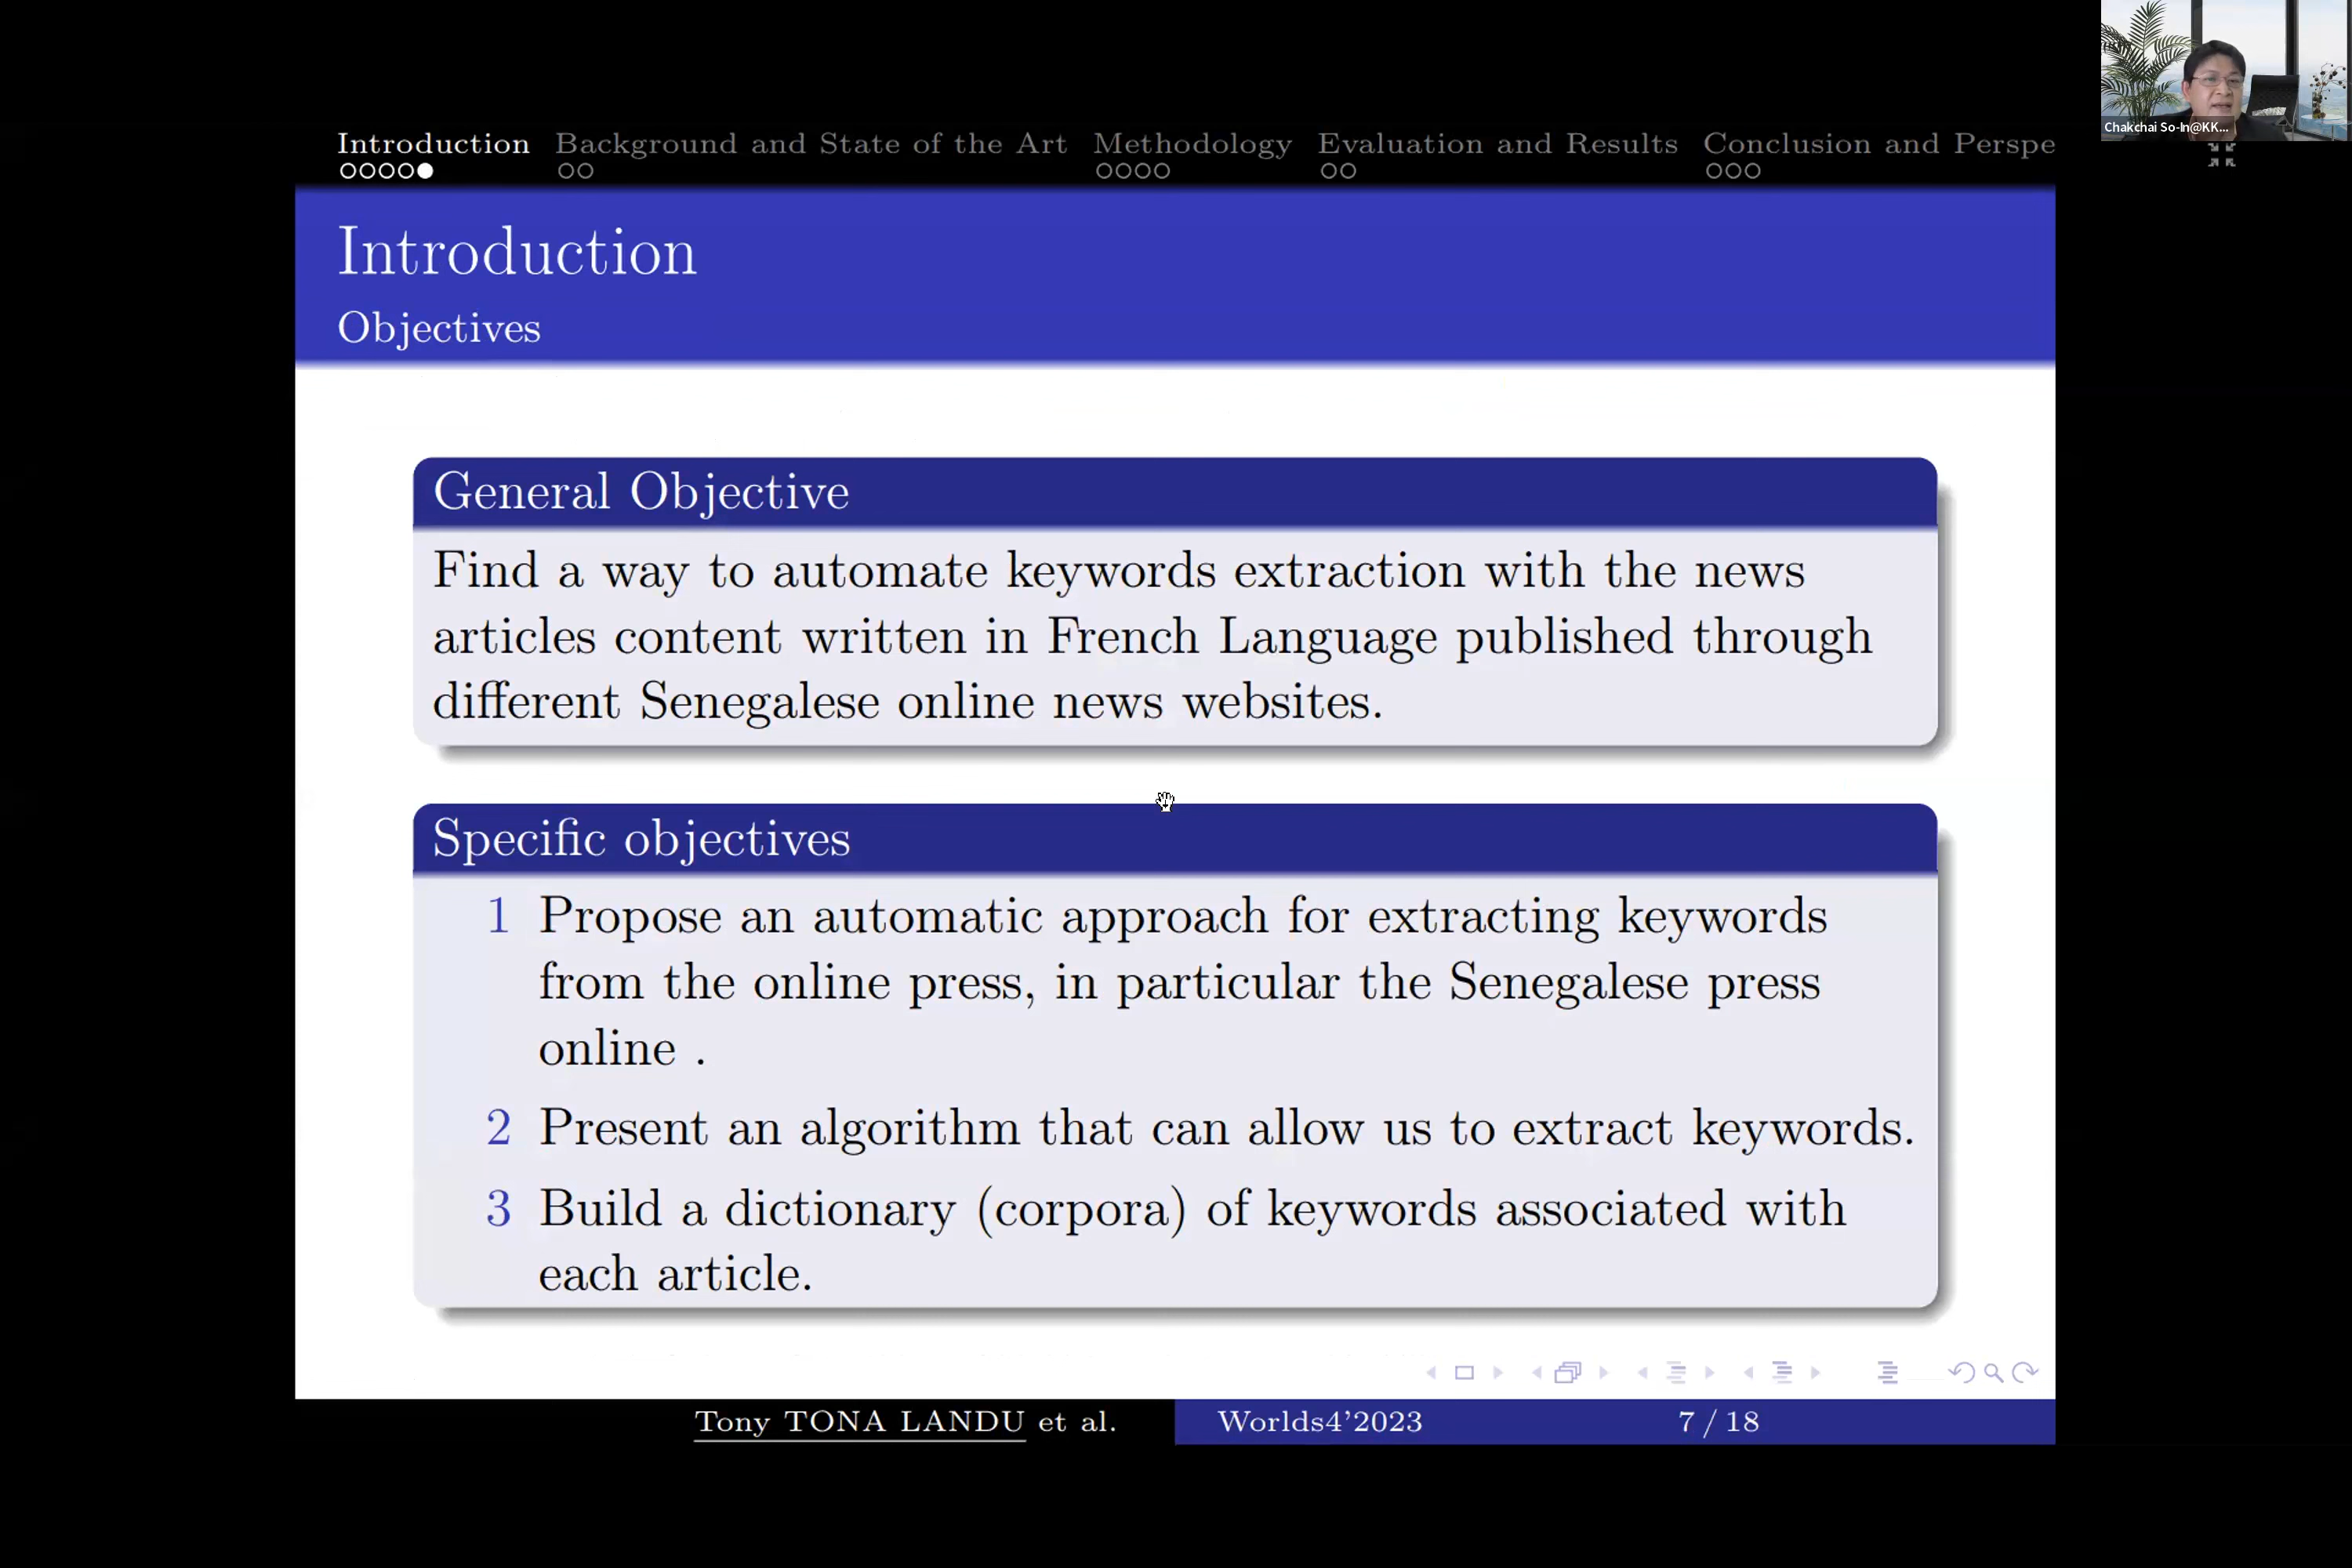 Introduction Background and State of the Art Methodology Evaluation and Results Conclusion and Perspe
Chakchai So-In@KK...
Introduction
Objectives
General Objective
Find a way to automate keywords extraction with the news
articles content written in French Language published through
different Senegalese online news websites.
Specific objectives
1 Propose an automatic approach for extracting keywords
from the online press, in particular the Senegalese press
online .
2 Present an algorithm that can allow us to extract keywords.
3 Build a dictionary (corpora) of keywords associated with
each article.
Tony TONA LANDU et al. Worlds4'2023 7 / 18